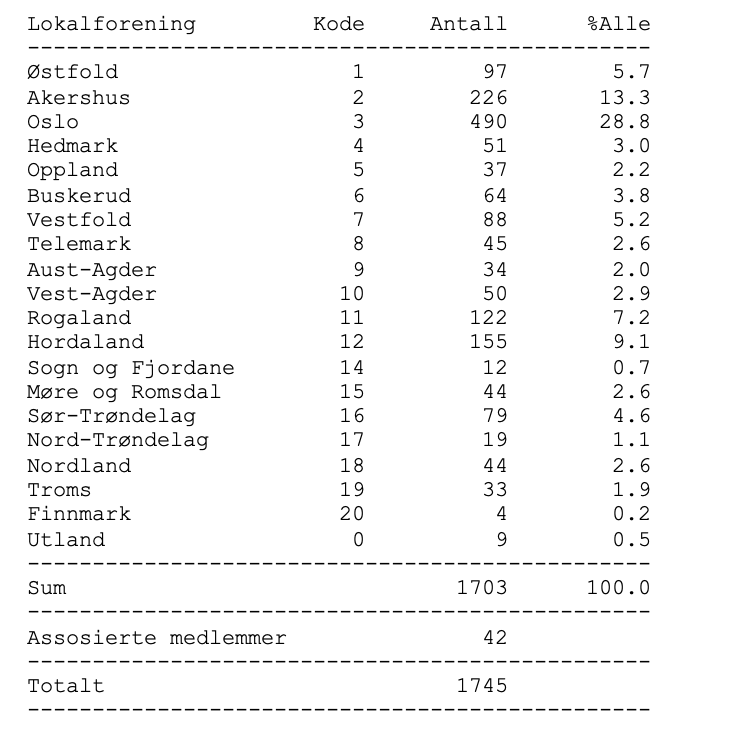 Lokalforening Kode Antall %Alle
------------------------------------------------
Østfold 1 97 5.7
Akershus 2 226 13.3
Oslo 3 490 28.8
Hedmark 4 51 3.0
Oppland 5 37 2.2
Buskerud 6 64 3.8
Vestfold 7 88 5.2
Telemark 8 45 2.6
Aust-Agder 9 34 2.0
Vest-Agder 10 50 2.9
Rogaland 11 122 7.2
Hordaland 12 155 9.1
Sogn og Fjordane 14 12 0.7
Møre og Romsdal 15 44 2.6
Sør-Trøndelag 16 79 4.6
Nord-Trøndelag 17 19 1.1
Nordland 18 44 2.6
Troms 19 33 1.9
Finnmark 20 4 0.2
Utland 0 9 0.5
------------------------------------------------
Sum 1703 100.0
------------------------------------------------
Assosierte medlemmer 42
------------------------------------------------
Totalt 1745
------------------------------------------------